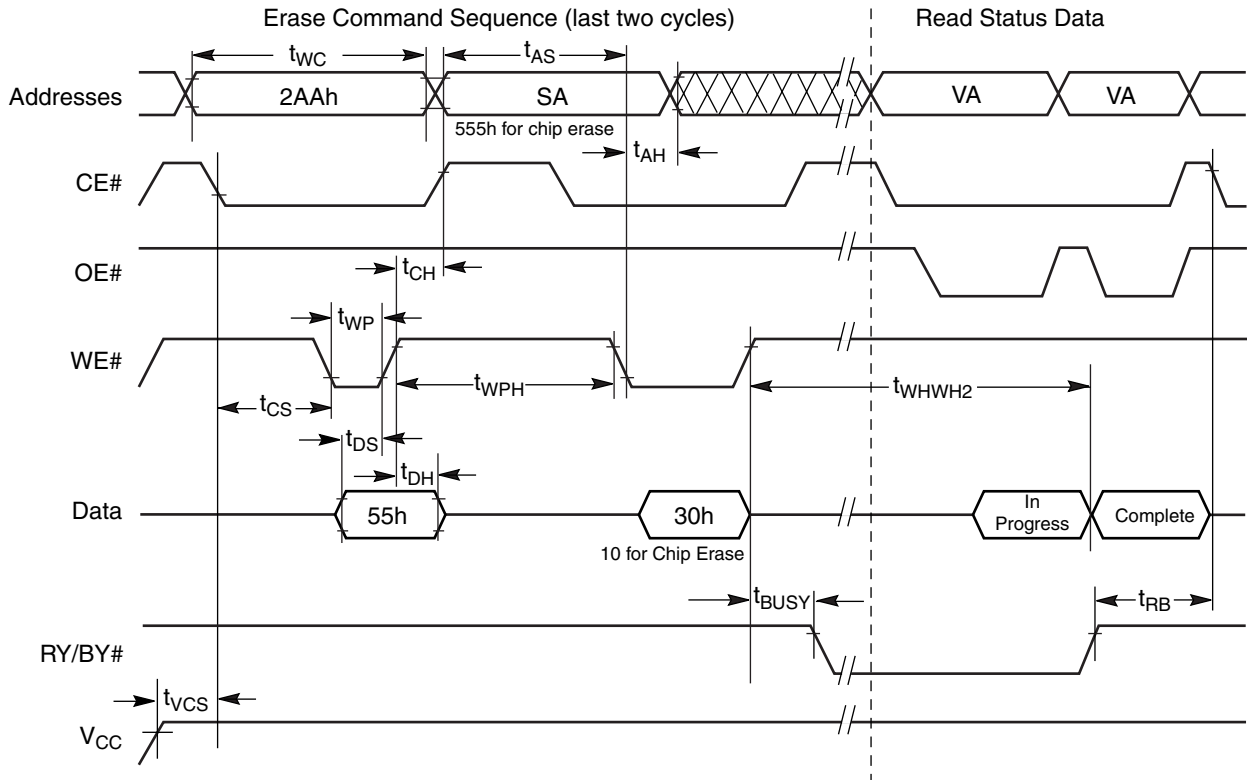 Erase Command Sequence (last two cycles)
Read Status Data
tWC
tAS
Addresses
2AAh
SA
VA
VA
555h for chip erase
tAH
CE#
OE#
tCH
tWP
WE#
tWPH
tWHWH2
tCS
tDS
tDH
Data
55h
30h
In
Progress
Complete
10 for Chip Erase
tBUSY
tRB
RY/BY#
tVCS
VCC